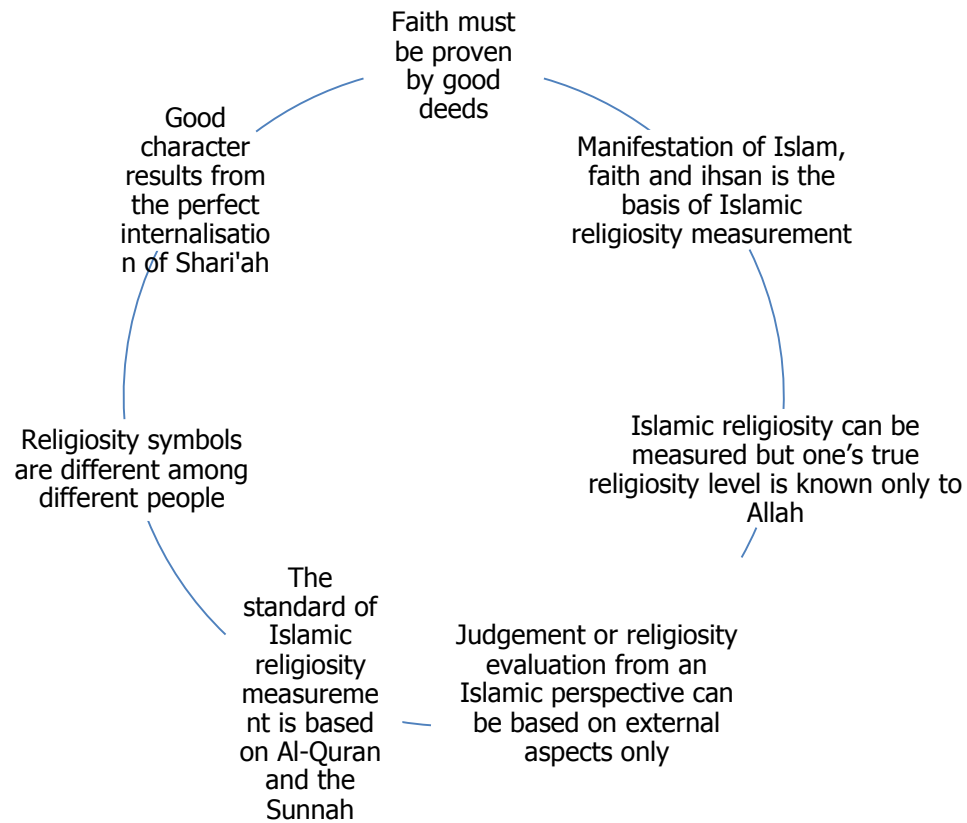 Faith must
be proven
by good
deeds
Manifestation of Islam,
faith and ihsan is the
basis of Islamic
religiosity measurement
Islamic religiosity can be
measured but one’s true
religiosity level is known only to
Allah
Judgement or religiosity
evaluation from an
Islamic perspective can
be based on external
aspects only
The
standard of
Islamic
religiosity
measureme
nt is based
on Al-Quran
and the
Sunnah
Religiosity symbols
are different among
different people
Good
character
results from
the perfect
internalisatio
n of Shari'ah